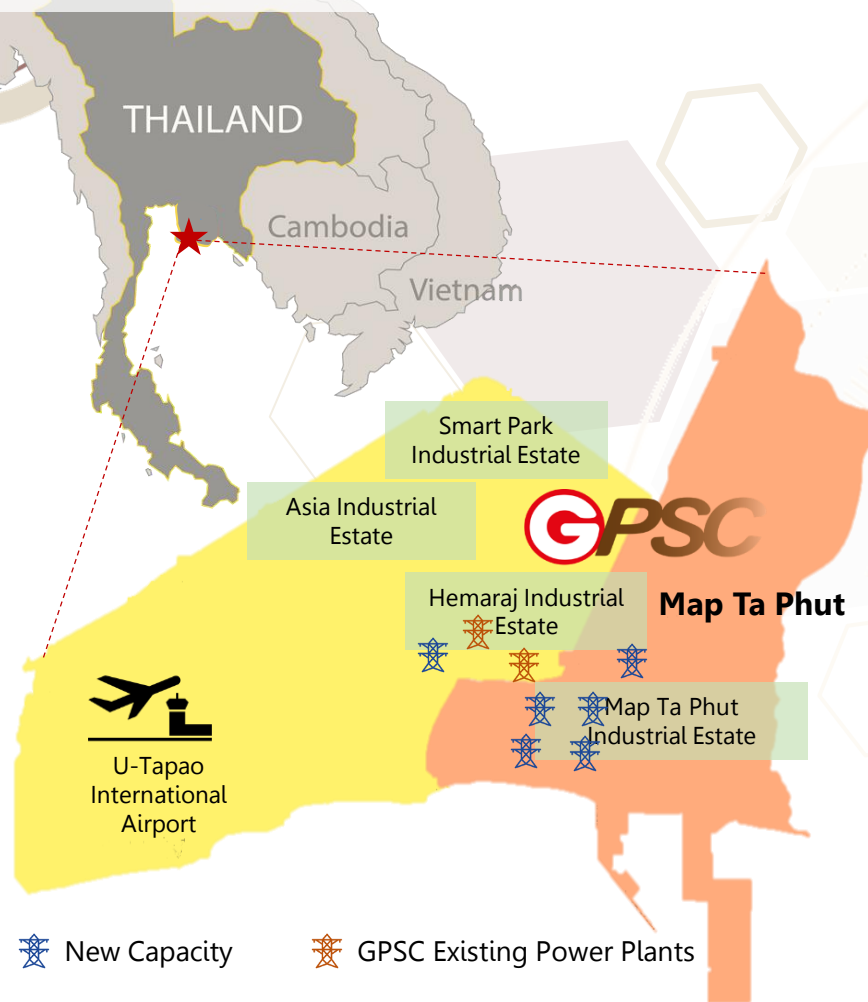 THAILAND
Cambodia
Vietnam
Smart Park
Industrial Estate
Asia Industrial
Estate
GPSC
Hemaraj Industrial
Estate
Map Ta Phut
Map Ta Phut
Industrial Estate
U-Tapao
International
Airport
New Capacity
GPSC Existing Power Plants